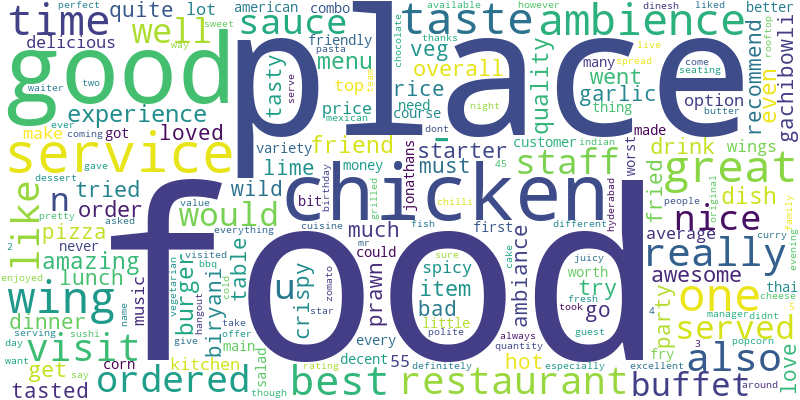 time
quite
lot
american
combo
taste
ambience
perfect
sweet
available
however
dinesh
liked
better
well
sauce
friendly
pasta
chocolate
thanks
many
live
rooftop
delicious
good
place
menu
veg
way
waiter
two
tasty
serve
top
team
overall
went
come
spread
seating
recommend
even
gachibowli
experience
price
mexican
need
course
rice
night
quality
garlic
thing
option
butter
ever
make
coming
got
loved
variety
friend
dont
customer
indian
made
drink
wings
service
gave
dessert
lime
money
must
starter
45
staff
worst
great
like
n
tried
wild
bit
birthday
grilled
jonathans
chicken
chilli
hyderabad
fried
people
original
dish
family
pretty
asked
order
would
value
everything
cuisine
much
fish
first
different
nice
average
curry
evening
pizza
never
2
amazing
visited
food
mr
could
sure
juicy
really
enjoyed
lunch
vegetarian
bbq
burger
biryani
cold
table
u
crispy
cake
zomato
prawn
spicy
item
ambiance
worth
fresh
try
awesome
thai
cheese
wing
music
hangout
star
bad
took
go
party
4
one
manager
didnt
5
dinner
serving
sushi
name
take
offer
little
polite
guest
served
day
visit
give
main
salad
every
always
quantity
3
popcorn
also
want
get
say
corn
kitchen
rating
decent
55
hot
definitely
especially
fry
excellent
love
tasted
ordered
though
best
restaurant
buffet
around